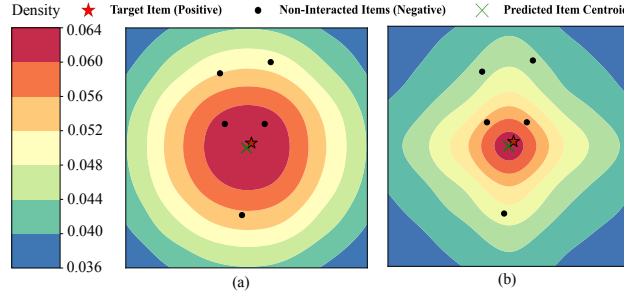 Density
Target Item (Positive)
Non-Interacted Items (Negative)
Predicted Item Centroid
0.064
0.060
0.056
0.052
0.048
0.044
0.040
0.036
(a)
(b)